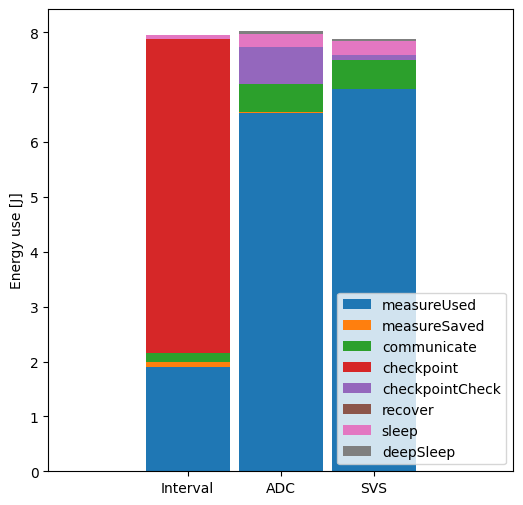 Energy use [J]
8
7
6
5
4
3
2
1
0
measureUsed
measureSaved
communicate
checkpoint
checkpointCheck
recover
sleep
deepSleep
Interval ADC SVS